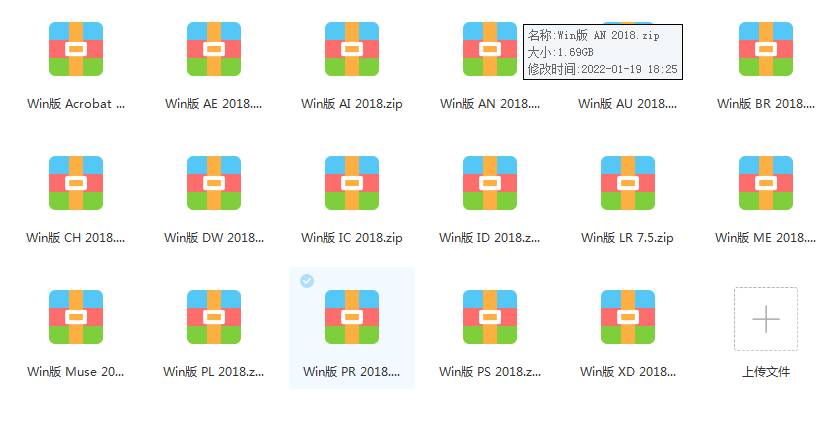 名称:Win版 AN 2018.zip
大小:1.69GB
修改时间:2022-01-19 18:25
Win版 Acrobat ...
Win版 AE 2018....
Win版 AI 2018.zip
Win版 AN 2018....
Win版 AU 2018....
Win版 BR 2018....
Win版 CH 2018....
Win版 DW 2018...
Win版 IC 2018.zip
Win版 ID 2018.z...
Win版 LR 7.5.zip
Win版 ME 2018....
Win版 Muse 20...
Win版 PL 2018.z...
Win版 PR 2018....
Win版 PS 2018.z...
Win版 XD 2018...
上传文件